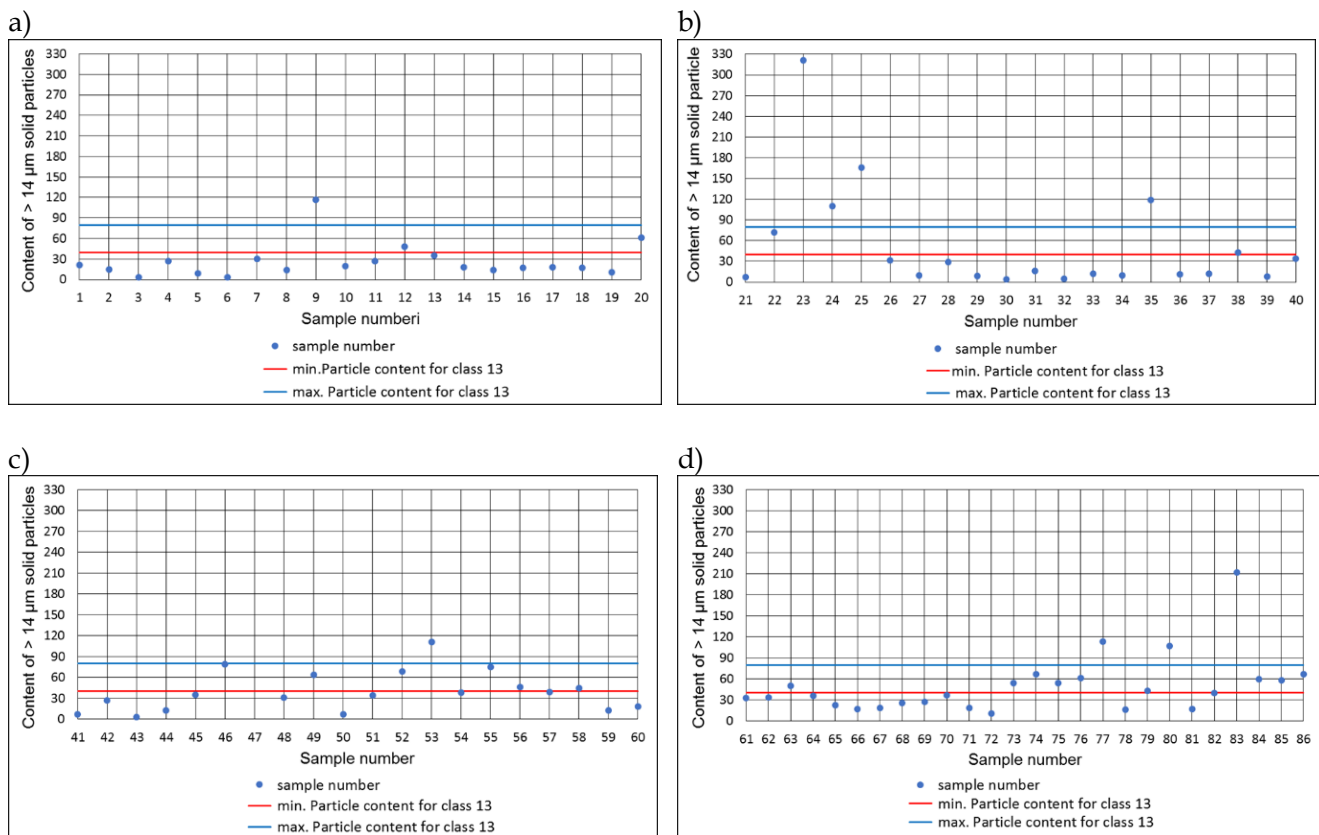 a)
Content of > 14 µm solid particles
330
300
270
240
210
180
150
120
90
60
30
0
1 2 3 4 5 6 7 8 9 10 11 12 13 14 15 16 17 18 19 20
Sample numberi
sample number
min.Particle content for class 13
max. Particle content for class 13
b)
Content of > 14 µm solid particle
330
300
270
240
210
180
150
120
90
60
30
0
21 22 23 24 25 26 27 28 29 30 31 32 33 34 35 36 37 38 39 40
Sample number
sample number
min. Particle content for class 13
max. Particle content for class 13
c)
Content of > 14 µm solid particles
330
300
270
240
210
180
150
120
90
60
30
0
41 42 43 44 45 46 47 48 49 50 51 52 53 54 55 56 57 58 59 60
Sample number
sample number
min. Particle content for class 13
max. Particle content for class 13
d)
Content of > 14 µm solid particles
330
300
270
240
210
180
150
120
90
60
30
0
61 62 63 64 65 66 67 68 69 70 71 72 73 74 75 76 77 78 79 80 81 82 83 84 85 86
Sample number
sample number
min. Particle content for class 13
max. Particle content for class 13